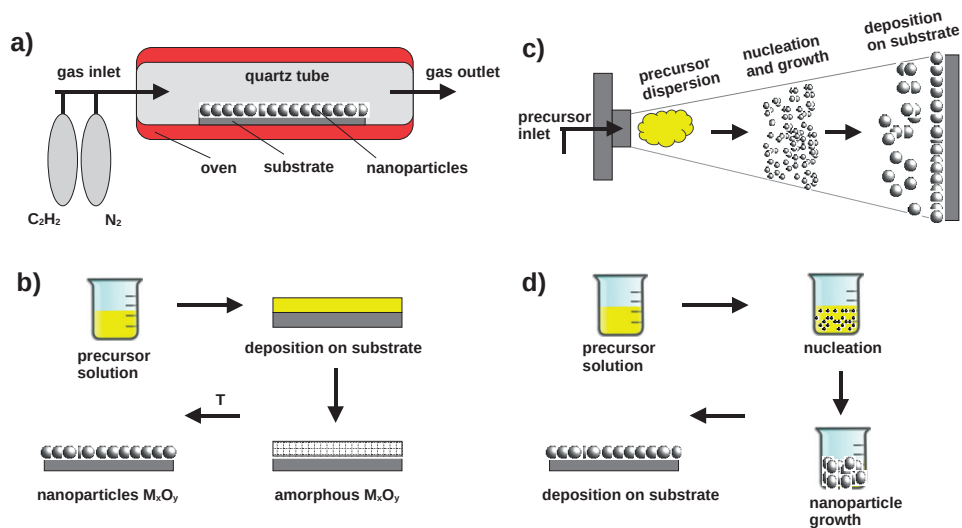 a)
gas inlet
quartz tube
gas outlet
oven
substrate
nanoparticles
C₂H₂
N₂
c)
precursor
inlet
precursor
dispersion
nucleation
and growth
deposition
on substrate
b)
precursor
solution
deposition on substrate
T
nanoparticles MₓOᵧ
amorphous MₓOᵧ
d)
precursor
solution
nucleation
deposition on substrate
nanoparticle
growth